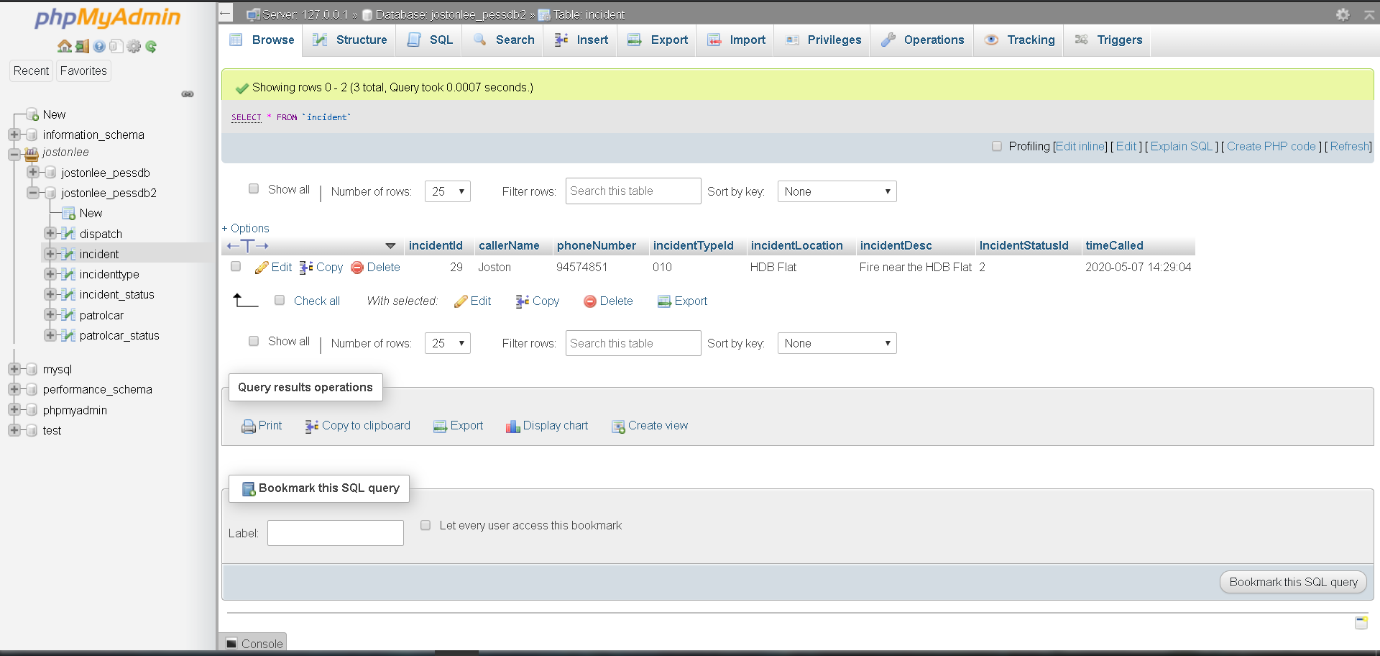 phpMyAdmin
Recent Favorites
New
information_schema
jostonlee
jostonlee_pessdb
jostonlee_pessdb2
New
dispatch
incident
incidenttype
incident_status
patrolcar
patrolcar_status
mysql
performance_schema
phpmyadmin
test
Server: 127.0.0.1 » Database: jostonlee_pessdb2 » Table: incident
Browse Structure SQL Search Insert Export Import Privileges Operations Tracking Triggers
Showing rows 0 - 2 (3 total, Query took 0.0007 seconds.)
SELECT * FROM `incident`
Profiling [Edit inline] [ Edit ] [ Explain SQL ] [ Create PHP code ] [ Refresh]
Show all | Number of rows: 25 Filter rows: Search this table Sort by key: None
+ Options
←T→ incidentId callerName phoneNumber incidentTypeId incidentLocation incidentDesc IncidentStatusId timeCalled
Edit Copy Delete 29 Joston 94574851 010 HDB Flat Fire near the HDB Flat 2 2020-05-07 14:29:04
Check all With selected: Edit Copy Delete Export
Show all | Number of rows: 25 Filter rows: Search this table Sort by key: None
Query results operations
Print Copy to clipboard Export Display chart Create view
Bookmark this SQL query
Label: Let every user access this bookmark
Bookmark this SQL query
Console